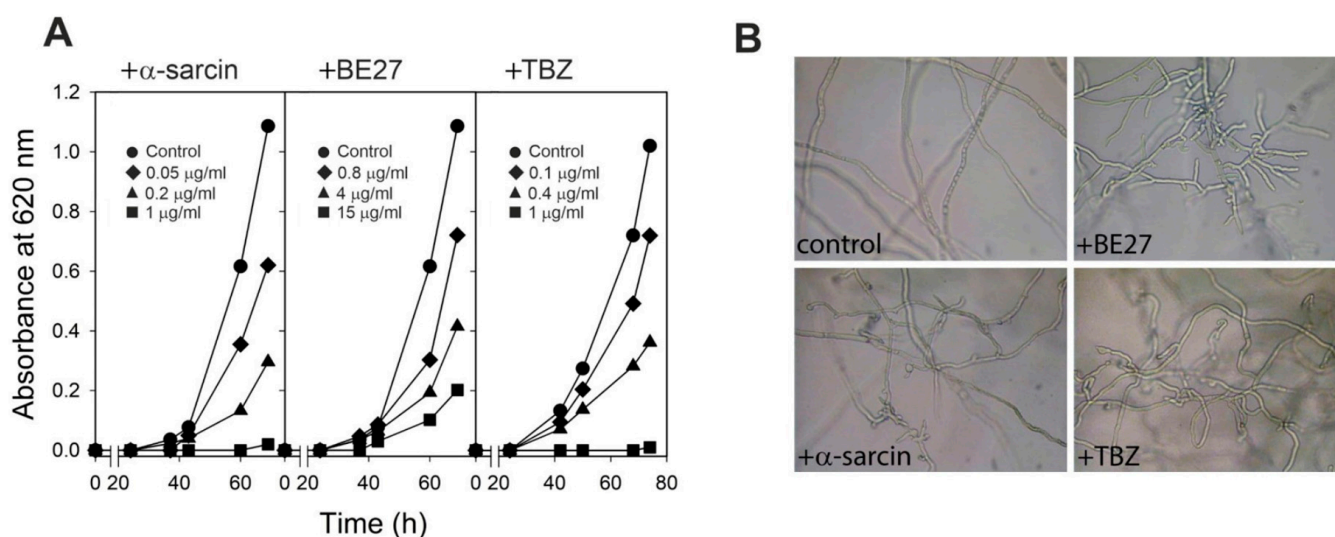 A
B
+α-sarcin +BE27 +TBZ
Absorbance at 620 nm
1.2
1.0
0.8
0.6
0.4
0.2
0.0
Control
0.05 µg/ml
0.2 µg/ml
1 µg/ml
Control
0.8 µg/ml
4 µg/ml
15 µg/ml
Control
0.1 µg/ml
0.4 µg/ml
1 µg/ml
0 20 40 60 0 20 40 60 0 20 40 60 80
Time (h)
control
+BE27
+α-sarcin
+TBZ